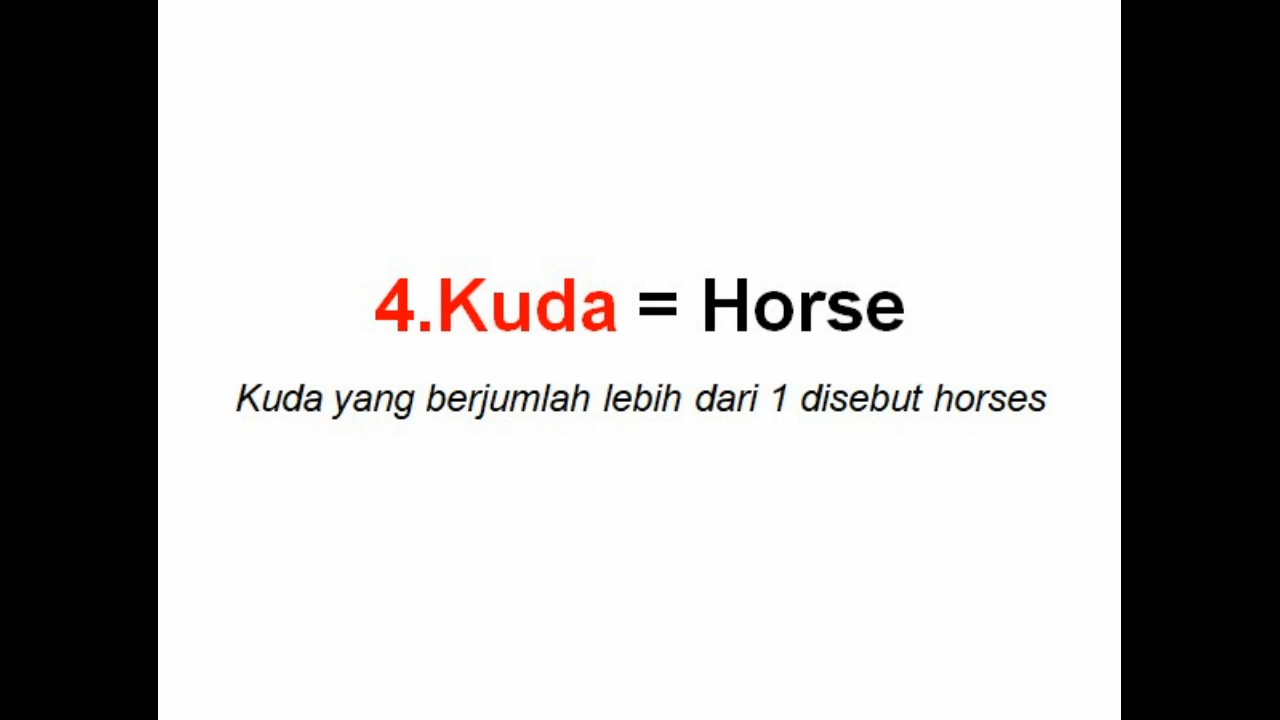 4.Kuda = Horse
Kuda yang berjumlah lebih dari 1 disebut horses